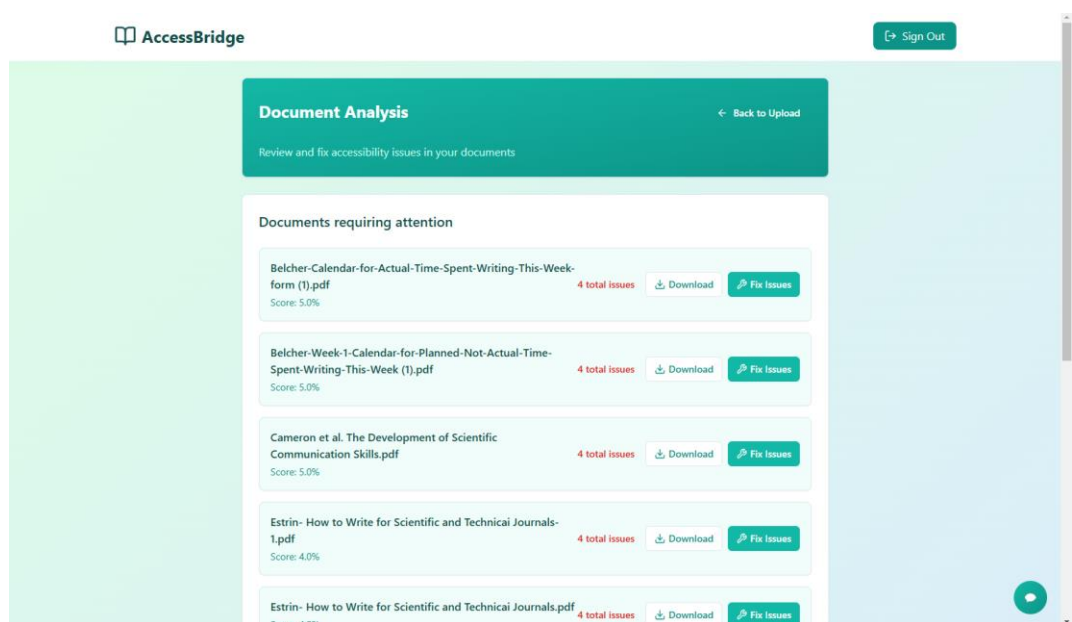 AccessBridge
Sign Out
Document Analysis
Back to Upload
Review and fix accessibility issues in your documents
Documents requiring attention
Belcher-Calendar-for-Actual-Time-Spent-Writing-This-Week-
form (1).pdf
4 total issues
Download
Fix Issues
Score: 5.0%
Belcher-Week-1-Calendar-for-Planned-Not-Actual-Time-
Spent-Writing-This-Week (1).pdf
4 total issues
Download
Fix Issues
Score: 5.0%
Cameron et al. The Development of Scientific
Communication Skills.pdf
4 total issues
Download
Fix Issues
Score: 5.0%
Estrin- How to Write for Scientific and Technicai Journals-
1.pdf
4 total issues
Download
Fix Issues
Score: 4.0%
Estrin- How to Write for Scientific and Technicai Journals.pdf
4 total issues
Download
Fix Issues